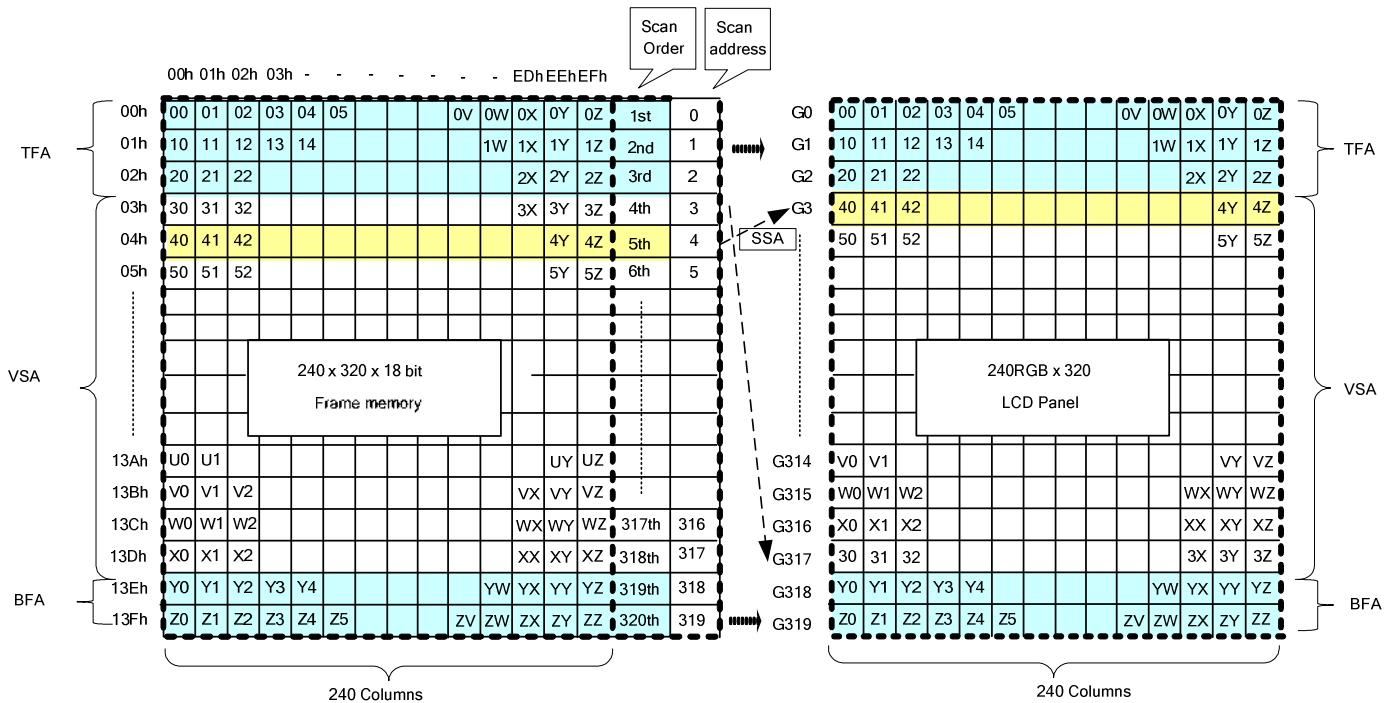 Scan Order
Scan address
00h 01h 02h 03h - - - - - - - EDh EEh EFh
00h 00 01 02 03 04 05 0V 0W 0X 0Y 0Z 1st 0
01h 10 11 12 13 14 1W 1X 1Y 1Z 2nd 1
02h 20 21 22 2X 2Y 2Z 3rd 2
TFA
03h 30 31 32 3X 3Y 3Z 4th 3
04h 40 41 42 4Y 4Z 5th 4
05h 50 51 52 5Y 5Z 6th 5
VSA
240 x 320 x 18 bit
Frame memory
13Ah U0 U1 UY UZ
13Bh V0 V1 V2 VX VY VZ
13Ch W0 W1 W2 WX WY WZ 317th 316
13Dh X0 X1 X2 XX XY XZ 318th 317
13Eh Y0 Y1 Y2 Y3 Y4 YW YX YY YZ 319th 318
BFA
13Fh Z0 Z1 Z2 Z3 Z4 Z5 ZV ZW ZX ZY ZZ 320th 319
240 Columns
SSA
G0 00 01 02 03 04 05 0V 0W 0X 0Y 0Z
G1 10 11 12 13 14 1W 1X 1Y 1Z
TFA
G2 20 21 22 2X 2Y 2Z
G3 40 41 42 4Y 4Z
50 51 52 5Y 5Z
240RGB x 320
LCD Panel
VSA
G314 V0 V1 VY VZ
G315 W0 W1 W2 WX WY WZ
G316 X0 X1 X2 XX XY XZ
G317 30 31 32 3X 3Y 3Z
G318 Y0 Y1 Y2 Y3 Y4 YW YX YY YZ
BFA
G319 Z0 Z1 Z2 Z3 Z4 Z5 ZV ZW ZX ZY ZZ
240 Columns